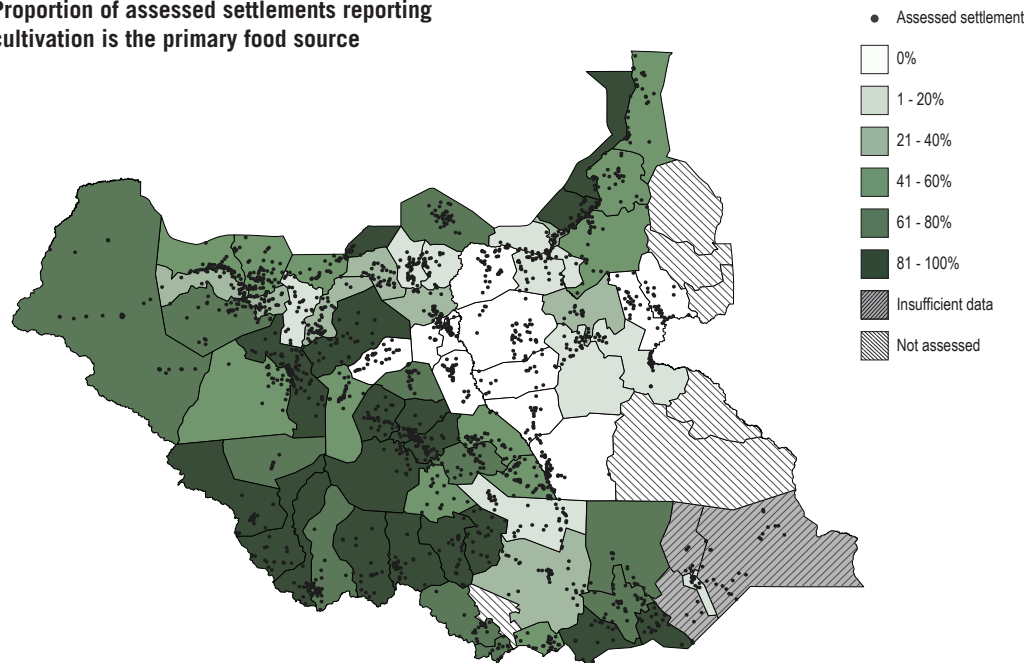 Proportion of assessed settlements reporting
cultivation is the primary food source
Assessed settlement
0%
1 - 20%
21 - 40%
41 - 60%
61 - 80%
81 - 100%
Insufficient data
Not assessed